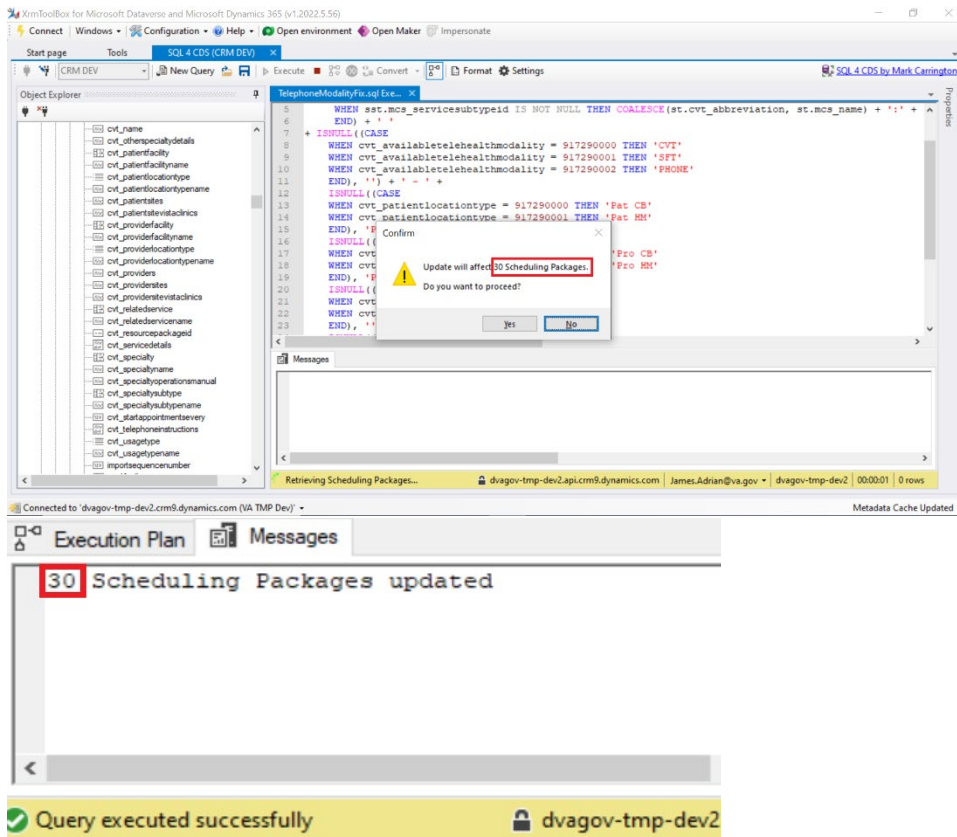 XrmToolBox for Microsoft Dataverse and Microsoft Dynamics 365 (v1.2022.5.56)
Connect Windows Configuration Help Open environment Open Maker Impersonate
Start page Tools SQL 4 CDS (CRM DEV)
CRM DEV New Query Execute Convert Format Settings SQL 4 CDS by Mark Carrington
Object Explorer
cvt_name
cvt_otherspecialtydetails
cvt_patientfacility
cvt_patientfacilityname
cvt_patientlocationtype
cvt_patientlocationtypename
cvt_patientsites
cvt_patientsitevistaclinics
cvt_providerfacility
cvt_providerfacilityname
cvt_providerlocationtype
cvt_providerlocationtypename
cvt_providers
cvt_providersites
cvt_providersitevistaclinics
cvt_relatedservice
cvt_relatedservicename
cvt_resourcepackageid
cvt_servicedetails
cvt_specialty
cvt_specialtyname
cvt_specialtyoperationsmanual
cvt_specialtysubtype
cvt_specialtysubtypename
cvt_startappointmentsevery
cvt_telephoneinstructions
cvt_usagetype
cvt_usagetypename
importsequencenumber
TelephoneModalityFix.sql Exe...
Properties
5 WHEN sst.mcs_servicesubtypeid IS NOT NULL THEN COALESCE(st.cvt_abbreviation, st.mcs_name) + ':' +
6 END) + ' '
7 + ISNULL((CASE
8 WHEN cvt_availabletelehealthmodality = 917290000 THEN 'CVT'
9 WHEN cvt_availabletelehealthmodality = 917290001 THEN 'SFT'
10 WHEN cvt_availabletelehealthmodality = 917290002 THEN 'PHONE'
11 END), '') + ' - ' +
12 ISNULL((CASE
13 WHEN cvt_patientlocationtype = 917290000 THEN 'Pat CB'
14 WHEN cvt_patientlocationtype = 917290001 THEN 'Pat HM'
15 END), 'P
16 ISNULL((
17 WHEN cvt 'Pro CB'
18 WHEN cvt 'Pro HM'
19 END), 'P
20 ISNULL((
21 WHEN cvt
22 WHEN cvt
23 END), ''
Confirm
Update will affect 30 Scheduling Packages.
Do you want to proceed?
Yes No
Messages
Retrieving Scheduling Packages... dvagov-tmp-dev2.api.crm9.dynamics.com James.Adrian@va.gov dvagov-tmp-dev2 00:00:01 0 rows
Connected to 'dvagov-tmp-dev2.crm9.dynamics.com (VA TMP Dev)' Metadata Cache Updated
Execution Plan Messages
30 Scheduling Packages updated
Query executed successfully dvagov-tmp-dev2